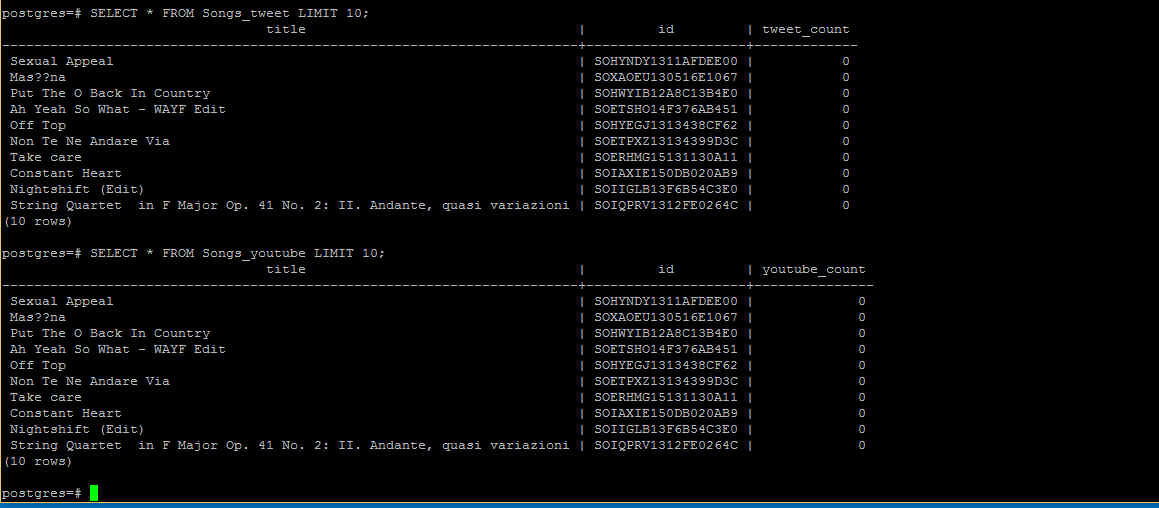 postgres=# SELECT * FROM Songs_tweet LIMIT 10;
title | id | tweet_count
-------------------------------------------------------------------------+----------------------+-------------
Sexual Appeal | SOHYNDY1311AFDEE00 | 0
Mas??na | SOXAOEU130516E1067 | 0
Put The O Back In Country | SOHWYIB12A8C13B4E0 | 0
Ah Yeah So What - WAYF Edit | SOETSHO14F376AB451 | 0
Off Top | SOHYEGJ1313438CF62 | 0
Non Te Ne Andare Via | SOETPXZ13134399D3C | 0
Take care | SOERHMG15131130A11 | 0
Constant Heart | SOIAXIE150DB020AB9 | 0
Nightshift (Edit) | SOIIGLB13F6B54C3E0 | 0
String Quartet  in F Major Op. 41 No. 2: II. Andante, quasi variazioni | SOIQPRV1312FE0264C | 0
(10 rows)
postgres=# SELECT * FROM Songs_youtube LIMIT 10;
title | id | youtube_count
-------------------------------------------------------------------------+----------------------+---------------
Sexual Appeal | SOHYNDY1311AFDEE00 | 0
Mas??na | SOXAOEU130516E1067 | 0
Put The O Back In Country | SOHWYIB12A8C13B4E0 | 0
Ah Yeah So What - WAYF Edit | SOETSHO14F376AB451 | 0
Off Top | SOHYEGJ1313438CF62 | 0
Non Te Ne Andare Via | SOETPXZ13134399D3C | 0
Take care | SOERHMG15131130A11 | 0
Constant Heart | SOIAXIE150DB020AB9 | 0
Nightshift (Edit) | SOIIGLB13F6B54C3E0 | 0
String Quartet  in F Major Op. 41 No. 2: II. Andante, quasi variazioni | SOIQPRV1312FE0264C | 0
(10 rows)
postgres=#